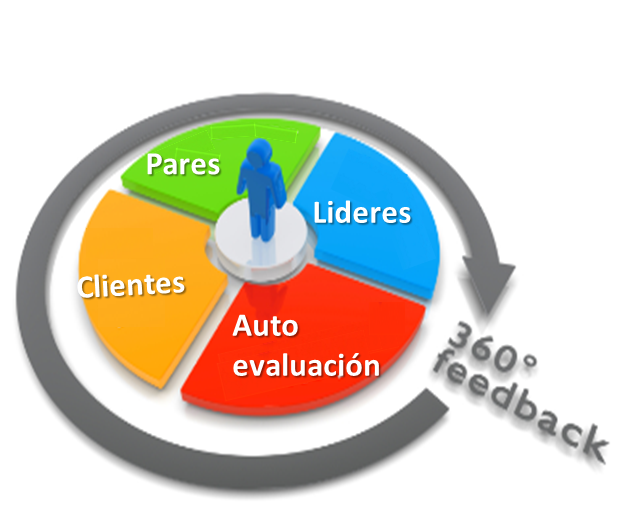 Pares
Lideres
Clientes
Auto
evaluación
360°
feedback